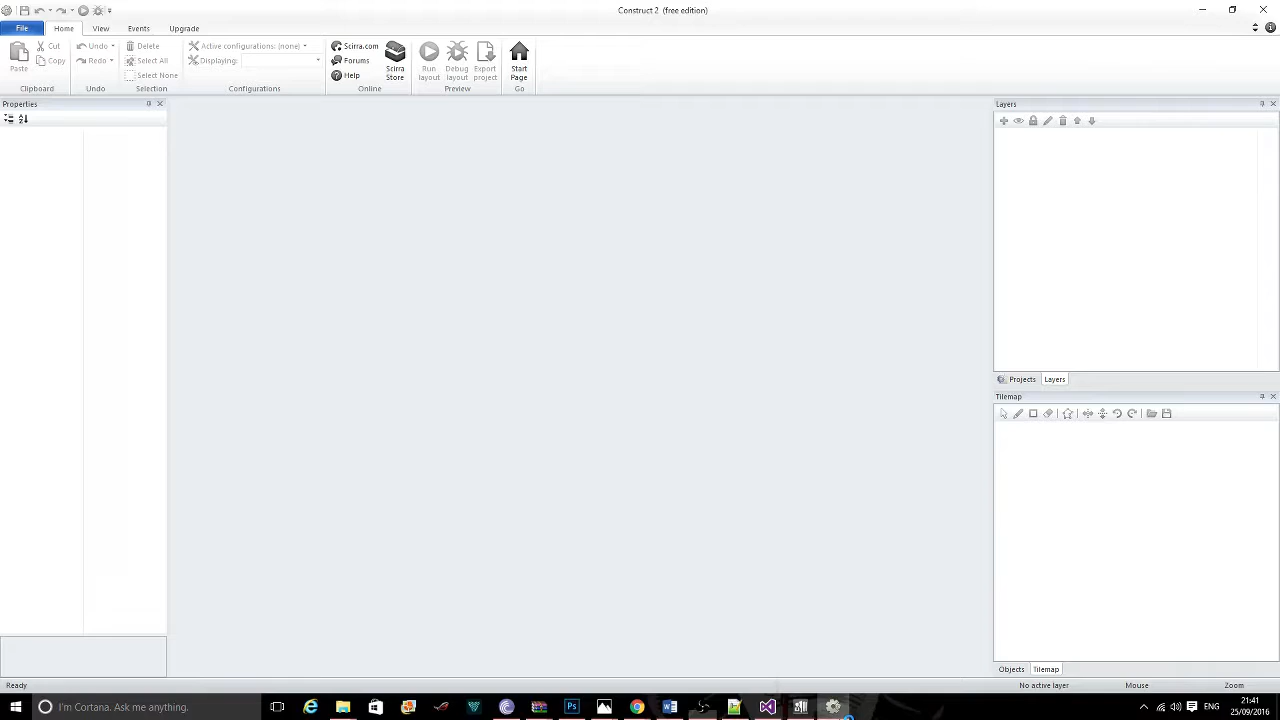 Construct 2 (free edition)
File Home View Events Upgrade
Paste Cut Copy Clipboard
Undo Redo Undo
Delete Select All Select None Selection
Active configurations: (none)
Displaying:
Configurations
Scirra.com Forums Help Scirra Store Online
Run layout Debug layout Export project Preview
Start Page Go
Properties
Layers
Projects Layers
Tilemap
Objects Tilemap
Ready No active layer Mouse Zoom
I'm Cortana. Ask me anything.
ENG
21:41
25/09/2016